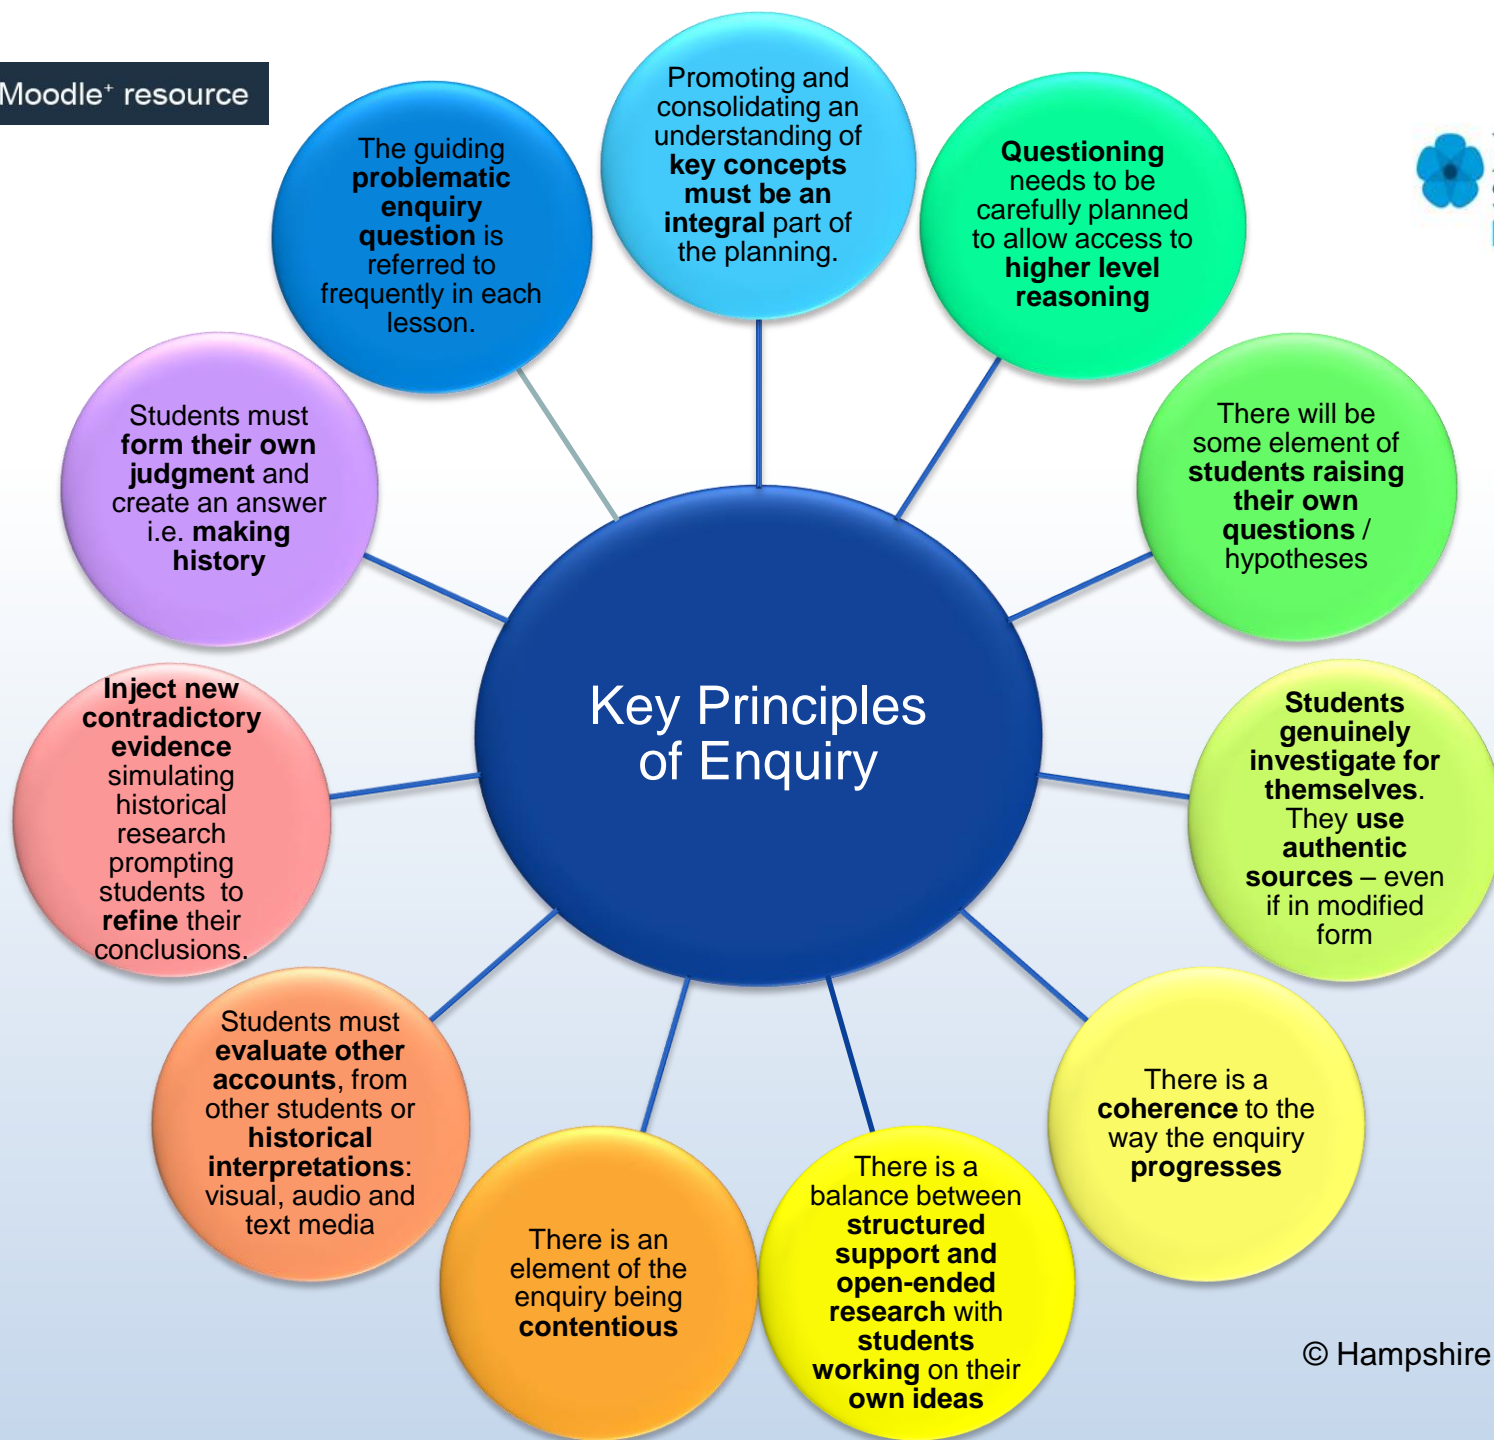 Moodle⁺ resource
Promoting and
consolidating an
understanding of
key concepts
must be an
integral part of
the planning.
Questioning
needs to be
carefully planned
to allow access to
higher level
reasoning
There will be
some element of
students raising
their own
questions /
hypotheses
Students
genuinely
investigate for
themselves.
They use
authentic
sources – even
if in modified
form
There is a
coherence to the
way the enquiry
progresses
There is a
balance between
structured
support and
open-ended
research with
students
working on their
own ideas
There is an
element of the
enquiry being
contentious
Students must
evaluate other
accounts, from
other students or
historical
interpretations:
visual, audio and
text media
Inject new
contradictory
evidence
simulating
historical
research
prompting
students to
refine their
conclusions.
Students must
form their own
judgment and
create an answer
i.e. making
history
The guiding
problematic
enquiry
question is
referred to
frequently in each
lesson.
Key Principles
of Enquiry
© Hampshire